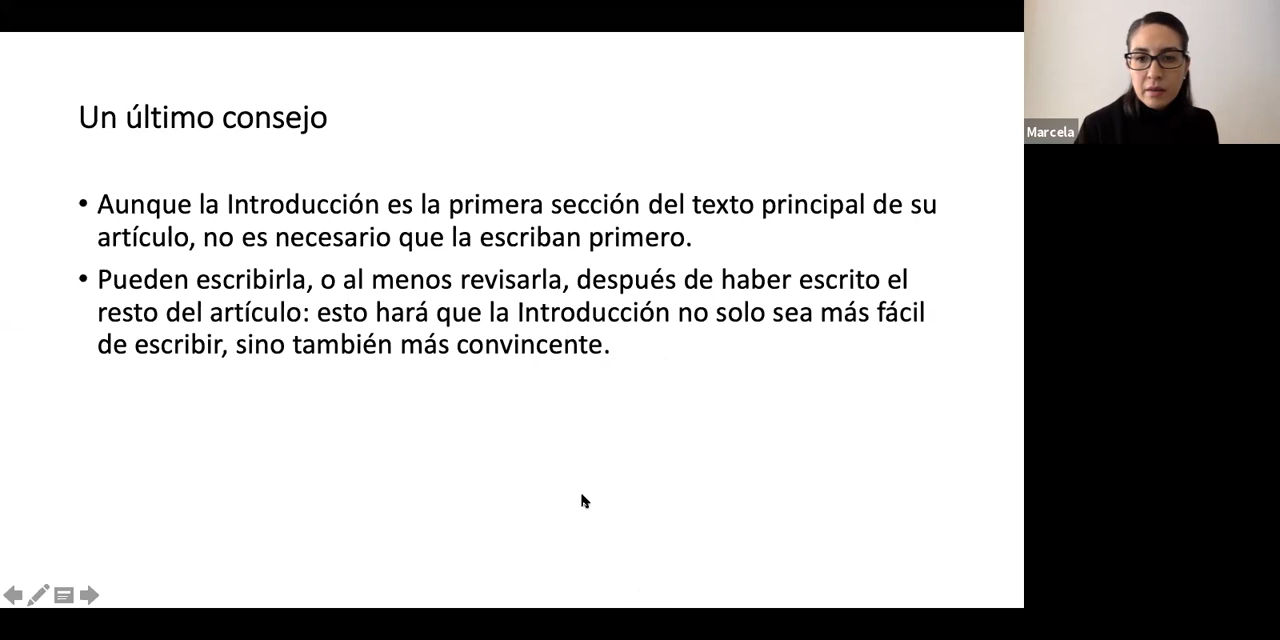 Un último consejo
• Aunque la Introducción es la primera sección del texto principal de su
artículo, no es necesario que la escriban primero.
• Pueden escribirla, o al menos revisarla, después de haber escrito el
resto del artículo: esto hará que la Introducción no solo sea más fácil
de escribir, sino también más convincente.
Marcela